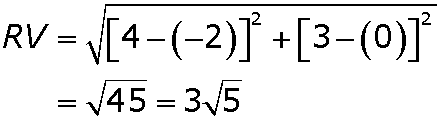 RV = √([4−(−2)]² + [3−(0)]²)
= √45 = 3√5